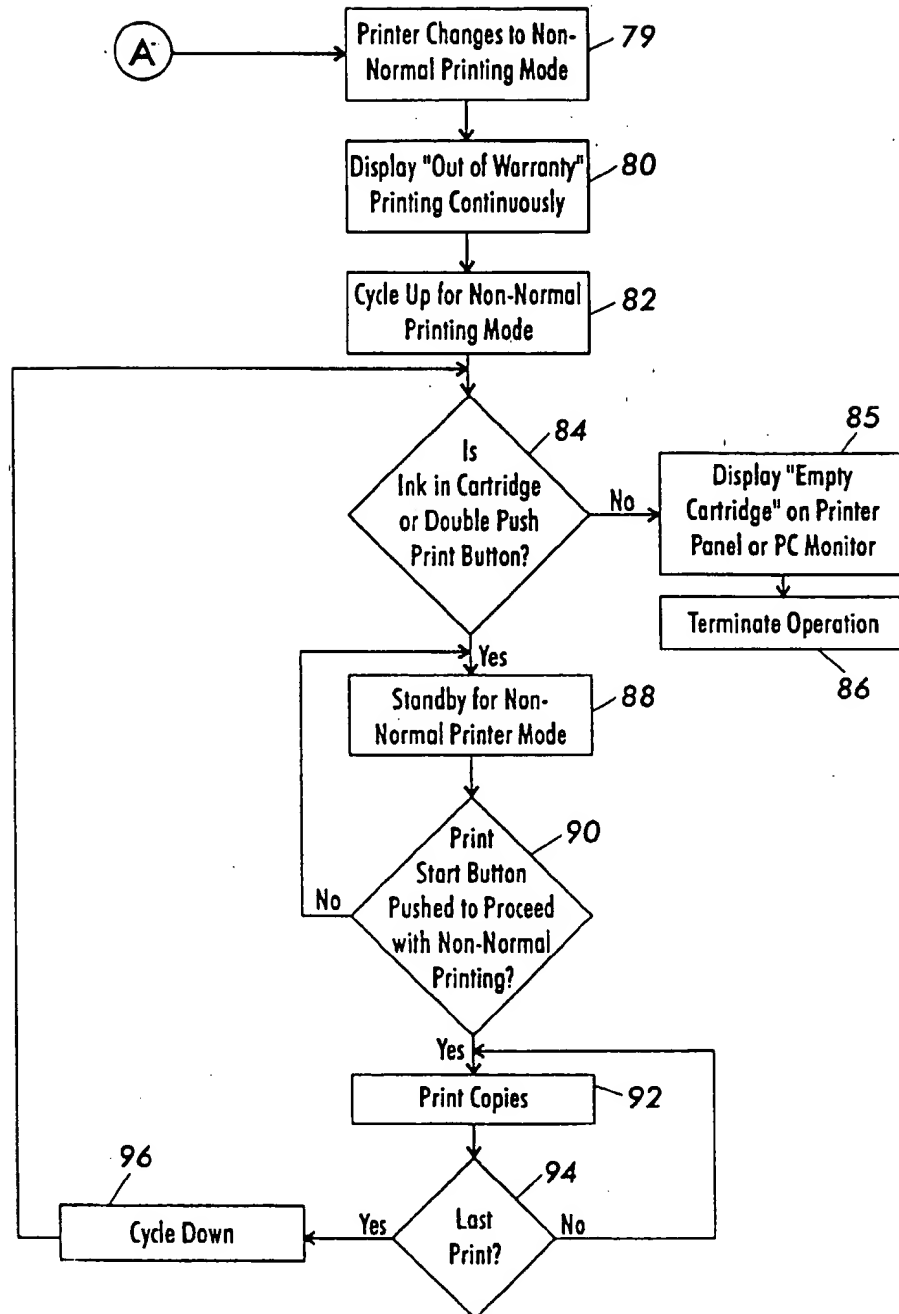 A
Printer Changes to Non-
Normal Printing Mode
79
Display "Out of Warranty"
Printing Continuously
80
Cycle Up for Non-Normal
Printing Mode
82
Is
Ink in Cartridge
or Double Push
Print Button?
84
No
85
Display "Empty
Cartridge" on Printer
Panel or PC Monitor
Terminate Operation
86
Yes
Standby for Non-
Normal Printer Mode
88
Print
Start Button
Pushed to Proceed
with Non-Normal
Printing?
90
No
Yes
Print Copies
92
Last
Print?
94
No
Yes
96
Cycle Down